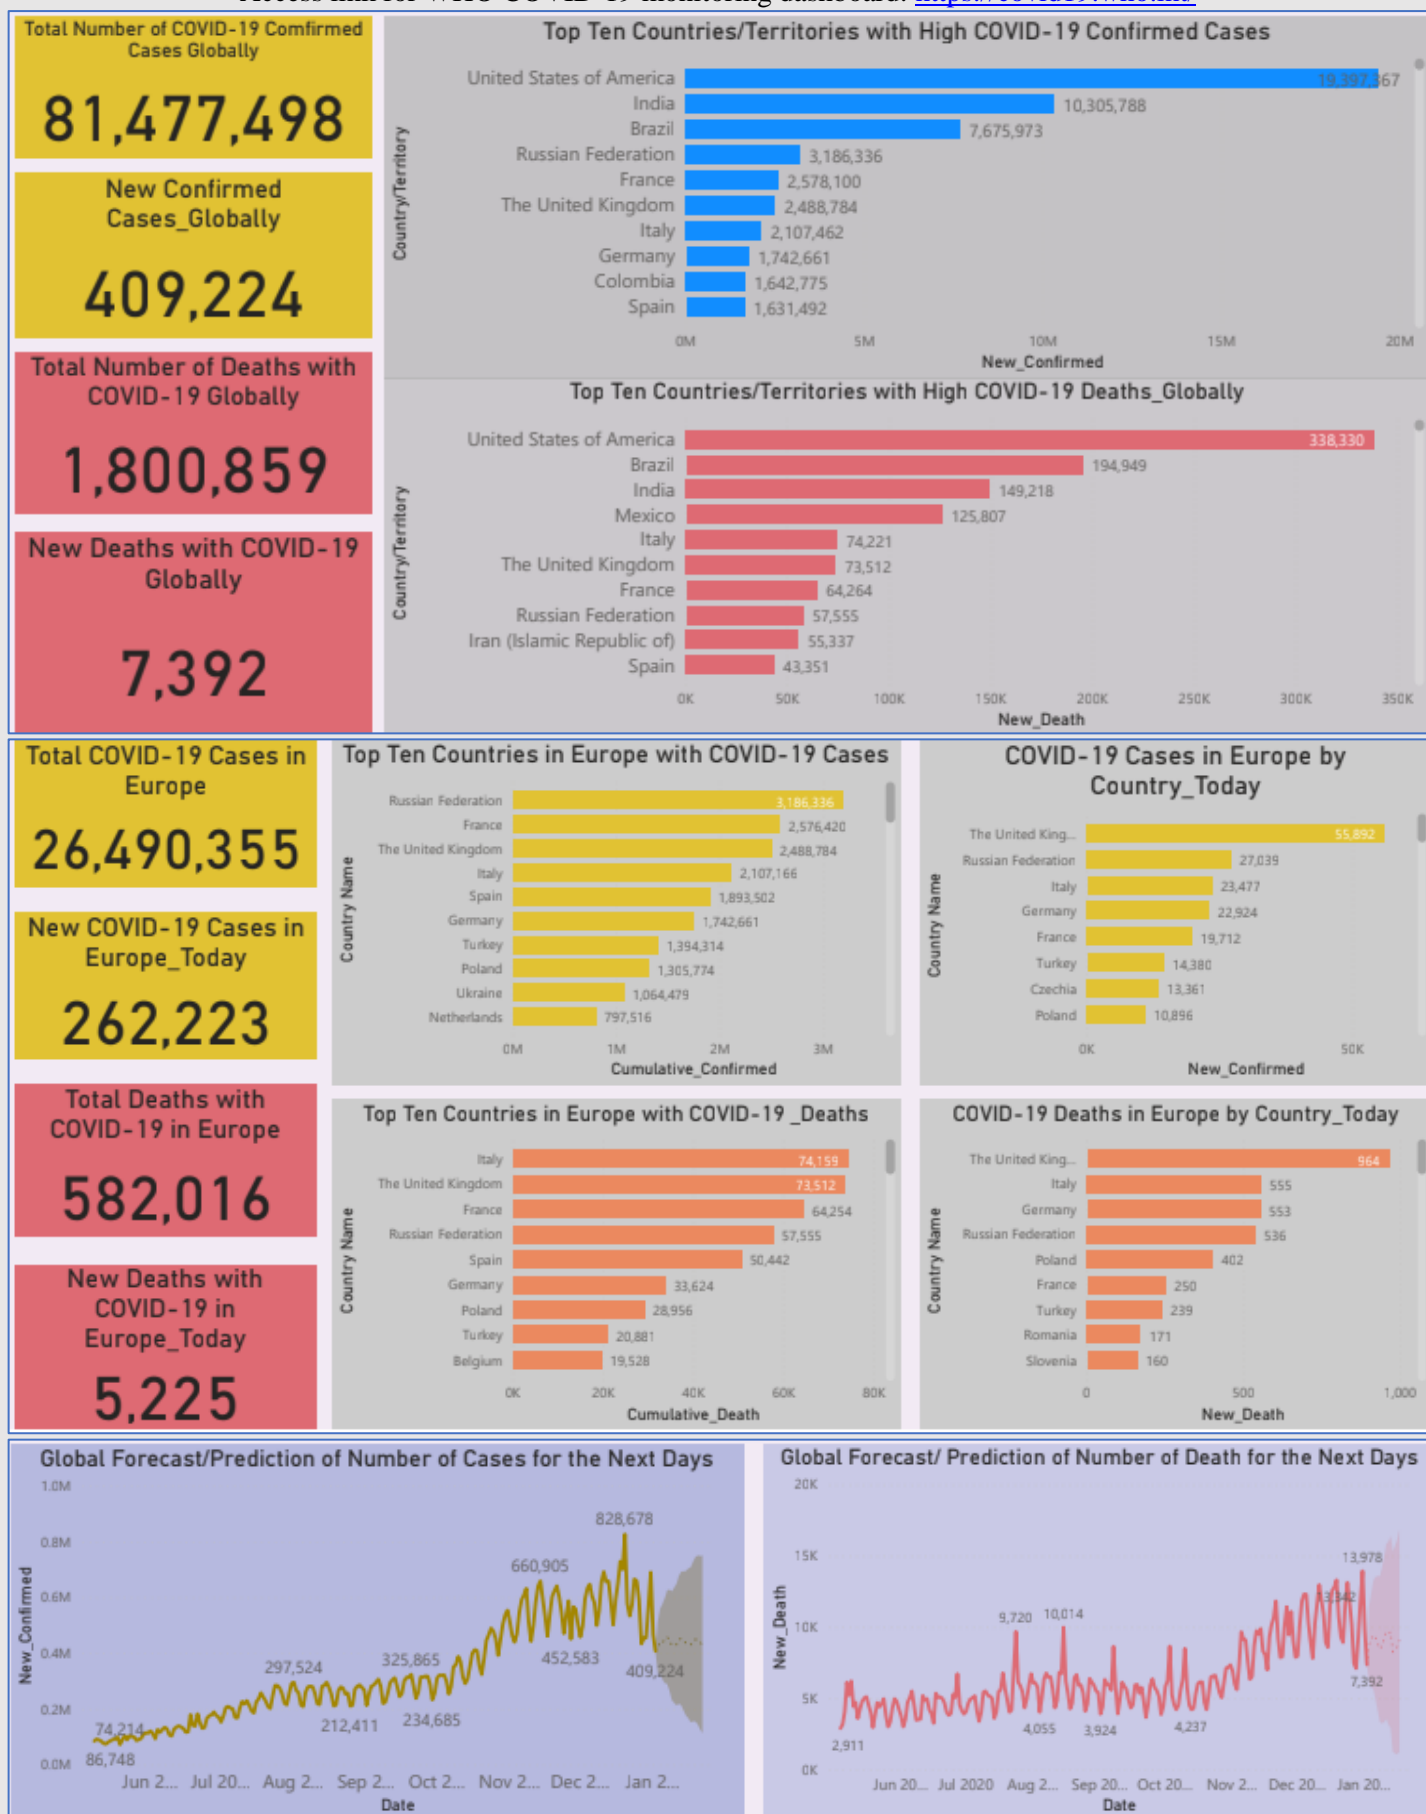 Total Number of COVID-19 Comfirmed
Cases Globally
81,477,498
New Confirmed
Cases_Globally
409,224
Total Number of Deaths with
COVID-19 Globally
1,800,859
New Deaths with COVID-19
Globally
7,392
Top Ten Countries/Territories with High COVID-19 Confirmed Cases
Country/Territory
United States of America 19,397,367
India 10,305,788
Brazil 7,675,973
Russian Federation 3,186,336
France 2,578,100
The United Kingdom 2,488,784
Italy 2,107,462
Germany 1,742,661
Colombia 1,642,775
Spain 1,631,492
0M 5M 10M 15M 20M
New_Confirmed
Top Ten Countries/Territories with High COVID-19 Deaths_Globally
Country/Territory
United States of America 338,330
Brazil 194,949
India 149,218
Mexico 125,807
Italy 74,221
The United Kingdom 73,512
France 64,264
Russian Federation 57,555
Iran (Islamic Republic of) 55,337
Spain 43,351
0K 50K 100K 150K 200K 250K 300K 350K
New_Death
Total COVID-19 Cases in
Europe
26,490,355
New COVID-19 Cases in
Europe_Today
262,223
Total Deaths with
COVID-19 in Europe
582,016
New Deaths with
COVID-19 in
Europe_Today
5,225
Top Ten Countries in Europe with COVID-19 Cases
Country Name
Russian Federation 3,186,336
France 2,576,420
The United Kingdom 2,488,784
Italy 2,107,166
Spain 1,893,502
Germany 1,742,661
Turkey 1,394,314
Poland 1,305,774
Ukraine 1,064,479
Netherlands 797,516
0M 1M 2M 3M
Cumulative_Confirmed
COVID-19 Cases in Europe by
Country_Today
Country Name
The United King... 55,892
Russian Federation 27,039
Italy 23,477
Germany 22,924
France 19,712
Turkey 14,380
Czechia 13,361
Poland 10,896
0K 50K
New_Confirmed
Top Ten Countries in Europe with COVID-19 _Deaths
Country Name
Italy 74,159
The United Kingdom 73,512
France 64,254
Russian Federation 57,555
Spain 50,442
Germany 33,624
Poland 28,956
Turkey 20,881
Belgium 19,528
0K 20K 40K 60K 80K
Cumulative_Death
COVID-19 Deaths in Europe by Country_Today
Country Name
The United King... 964
Italy 555
Germany 553
Russian Federation 536
Poland 402
France 250
Turkey 239
Romania 171
Slovenia 160
0 500 1,000
New_Death
Global Forecast/Prediction of Number of Cases for the Next Days
New_Confirmed
1.0M
0.8M
0.6M
0.4M
0.2M
0.0M
828,678
660,905
325,865
297,524
452,583
409,224
212,411
234,685
74,214
86,748
Jun 2... Jul 20... Aug 2... Sep 2... Oct 2... Nov 2... Dec 2... Jan 2...
Date
Global Forecast/ Prediction of Number of Death for the Next Days
New_Death
20K
15K
10K
5K
0K
13,978
13,342
9,720
10,014
7,392
4,055
3,924
4,237
2,911
Jun 20... Jul 2020 Aug 2... Sep 20... Oct 20... Nov 2... Dec 20... Jan 20...
Date